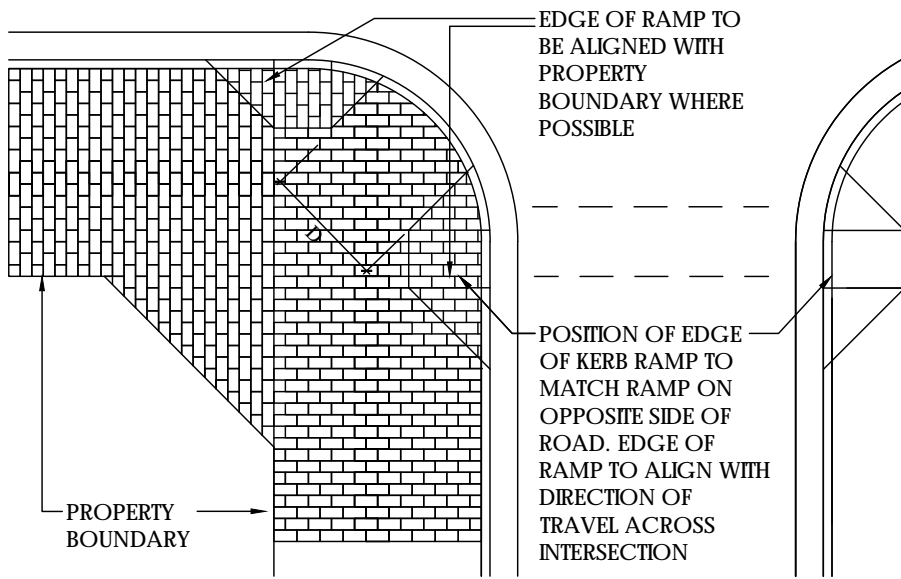 EDGE OF RAMP TO
BE ALIGNED WITH
PROPERTY
BOUNDARY WHERE
POSSIBLE
D
POSITION OF EDGE
OF KERB RAMP TO
MATCH RAMP ON
OPPOSITE SIDE OF
ROAD. EDGE OF
RAMP TO ALIGN WITH
DIRECTION OF
TRAVEL ACROSS
INTERSECTION
PROPERTY
BOUNDARY